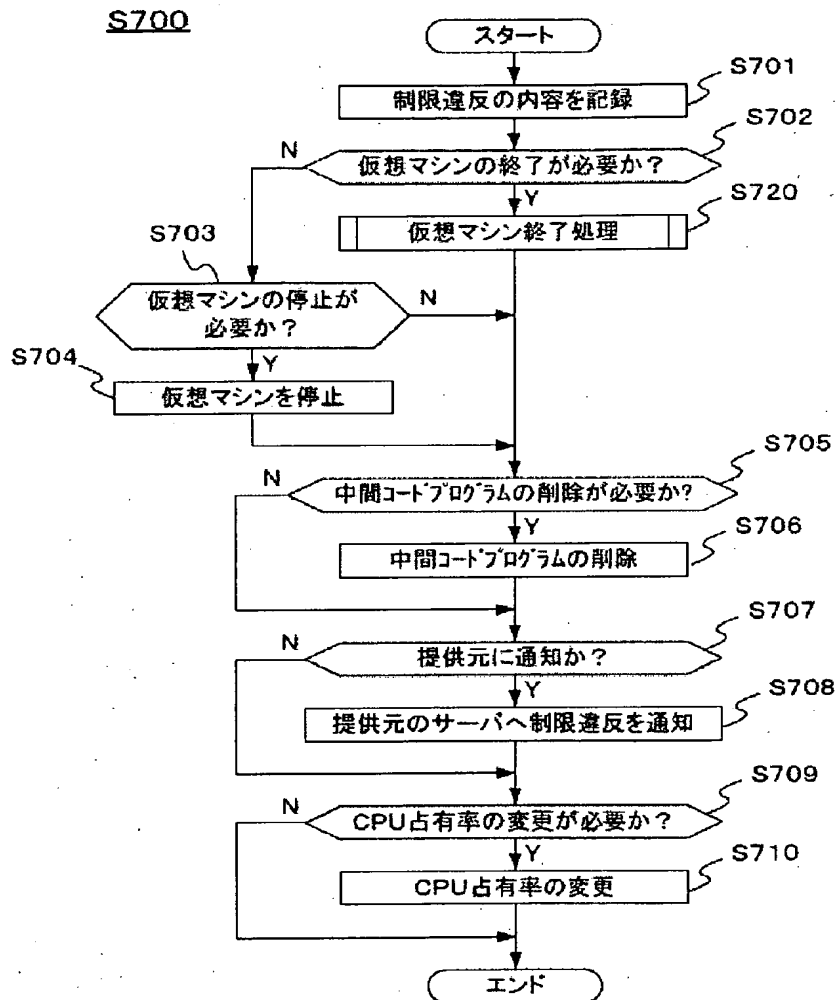 S700
スタート
S701
制限違反の内容を記録
S702
仮想マシンの終了が必要か？
N
Y
S720
仮想マシン終了処理
S703
仮想マシンの停止が
必要か？
N
Y
S704
仮想マシンを停止
S705
中間ｺｰﾄﾞﾌﾟﾛｸﾞﾗﾑの削除が必要か?
N
Y
S706
中間ｺｰﾄﾞﾌﾟﾛｸﾞﾗﾑの削除
S707
提供元に通知か？
N
Y
S708
提供元のサーバへ制限違反を通知
S709
CPU占有率の変更が必要か？
N
Y
S710
CPU占有率の変更
エンド